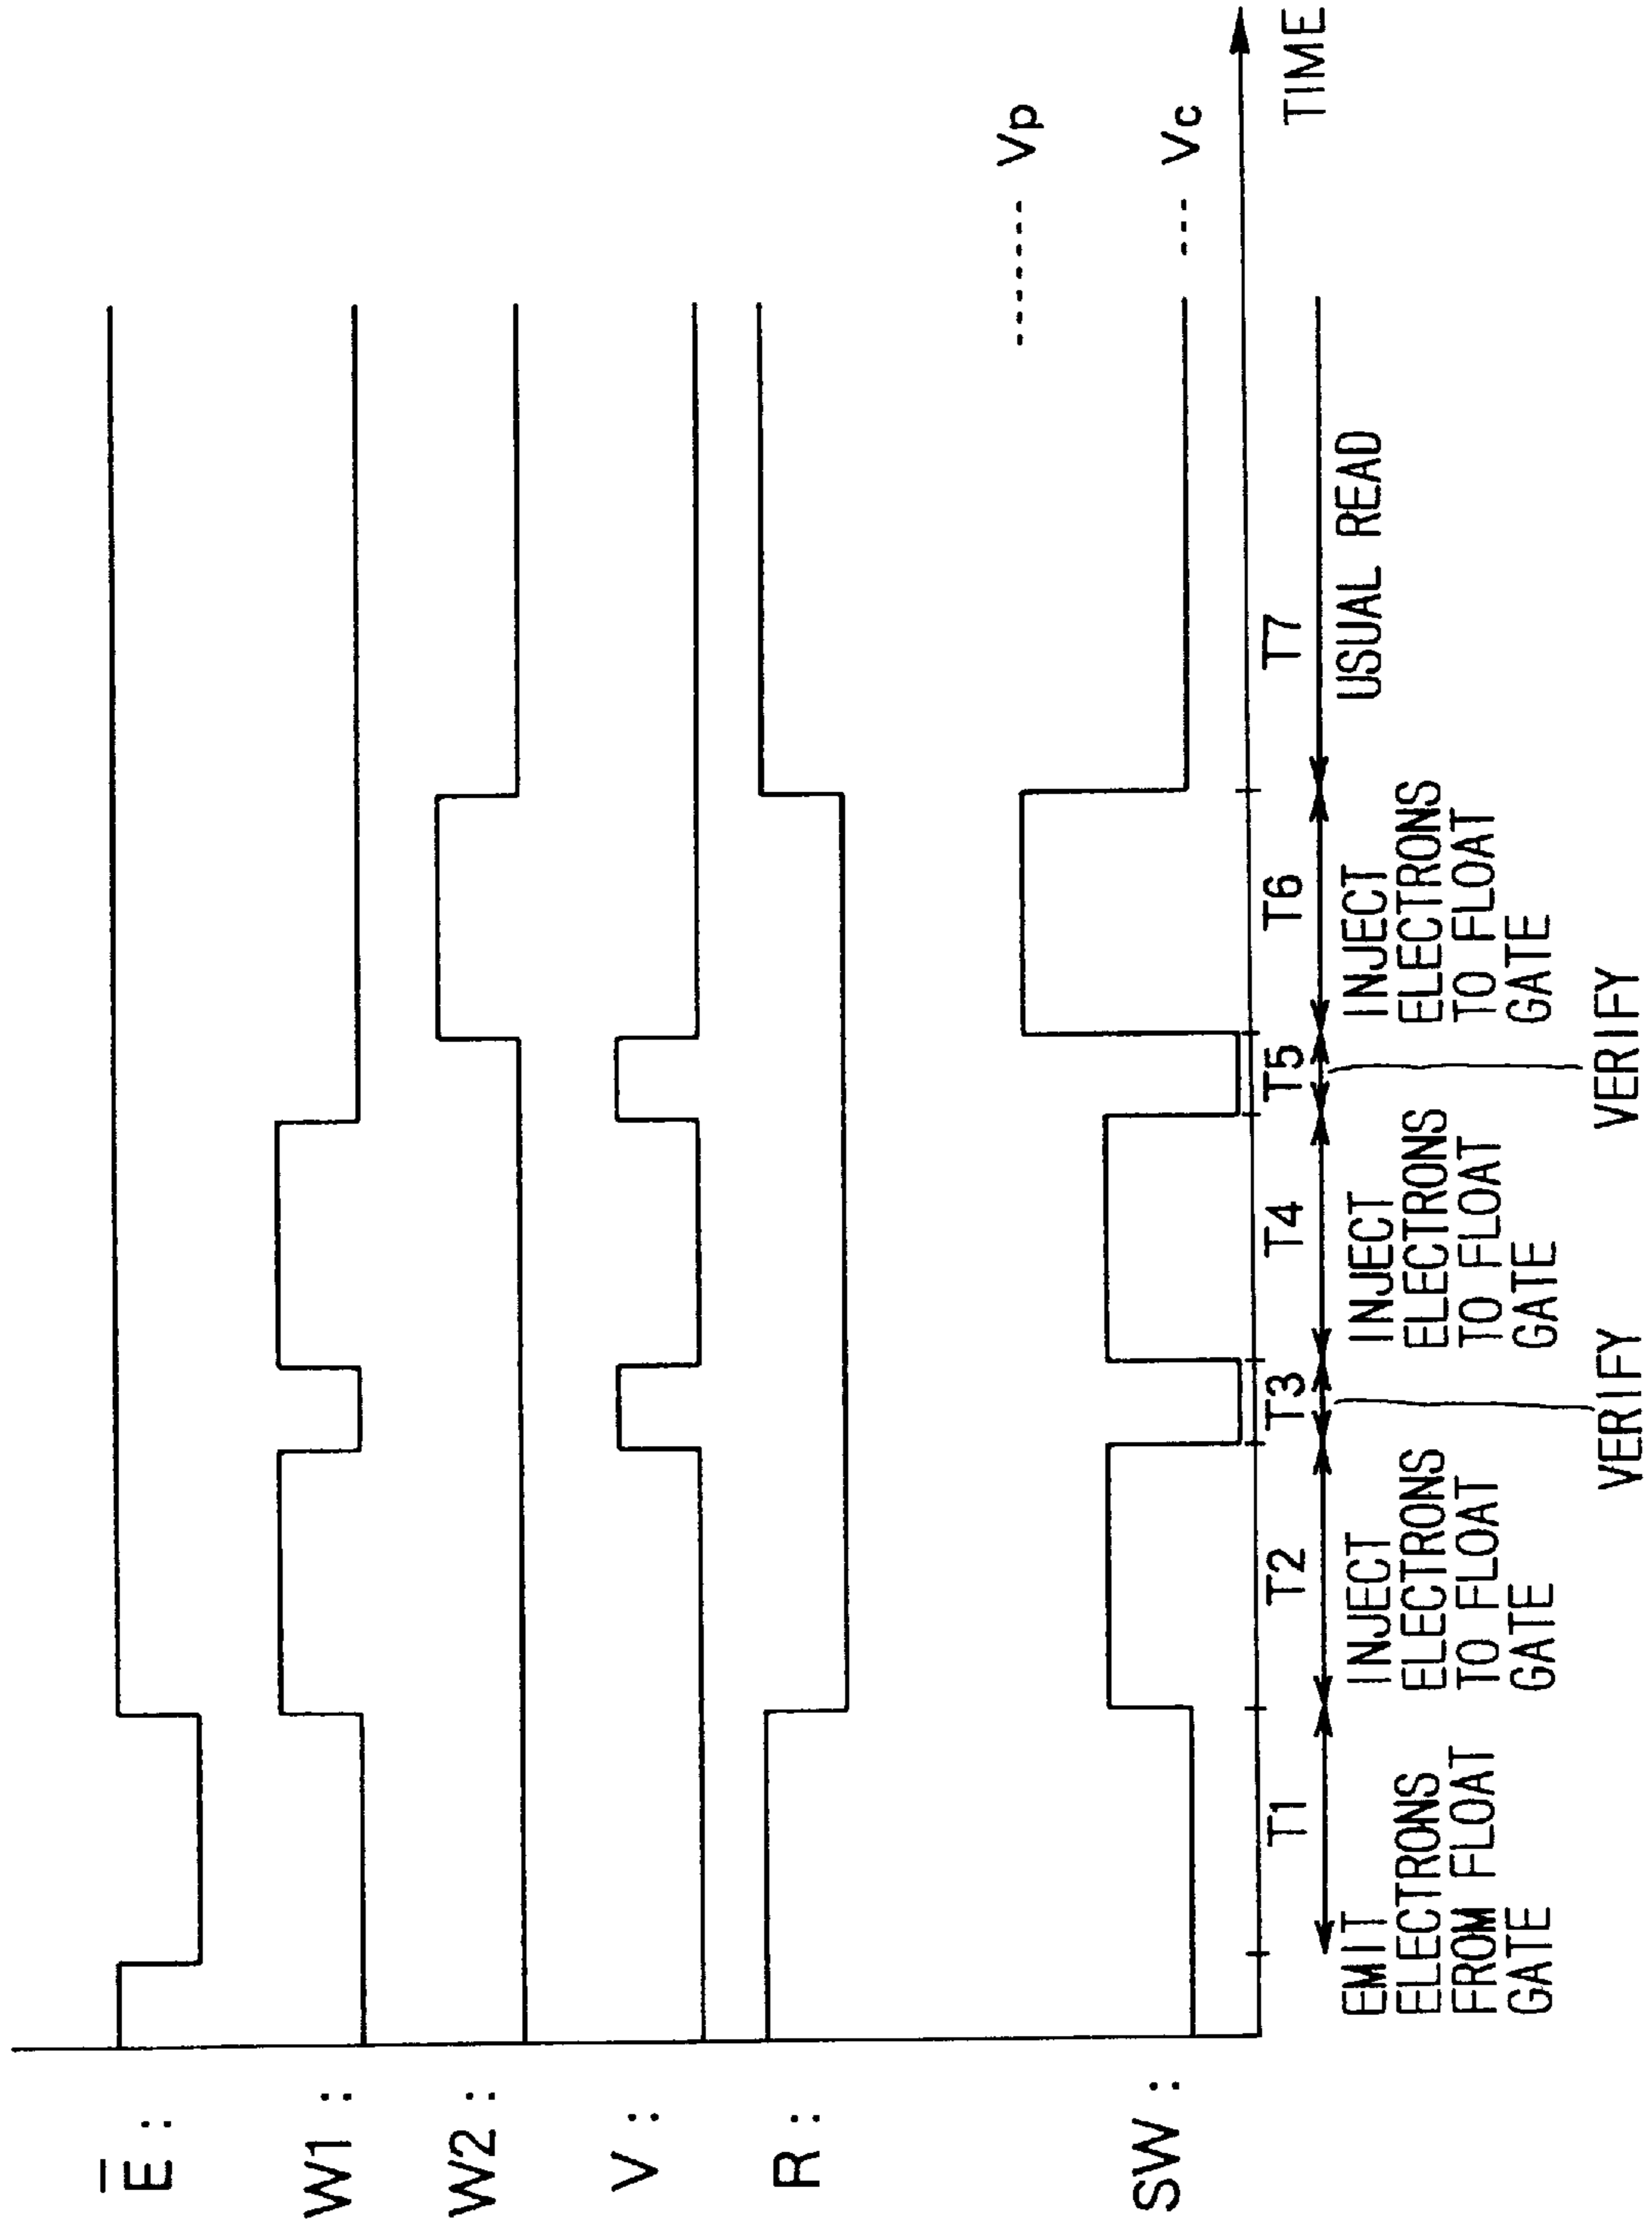 E̅ :
W1 :
W2 :
V :
R :
SW :
Vp
Vc
TIME
T1
T2
T3
T4
T5
T6
T7
EMIT
ELECTRONS
FROM FLOAT
GATE
INJECT
ELECTRONS
TO FLOAT
GATE
VERIFY
INJECT
ELECTRONS
TO FLOAT
GATE
VERIFY
INJECT
ELECTRONS
TO FLOAT
GATE
USUAL READ